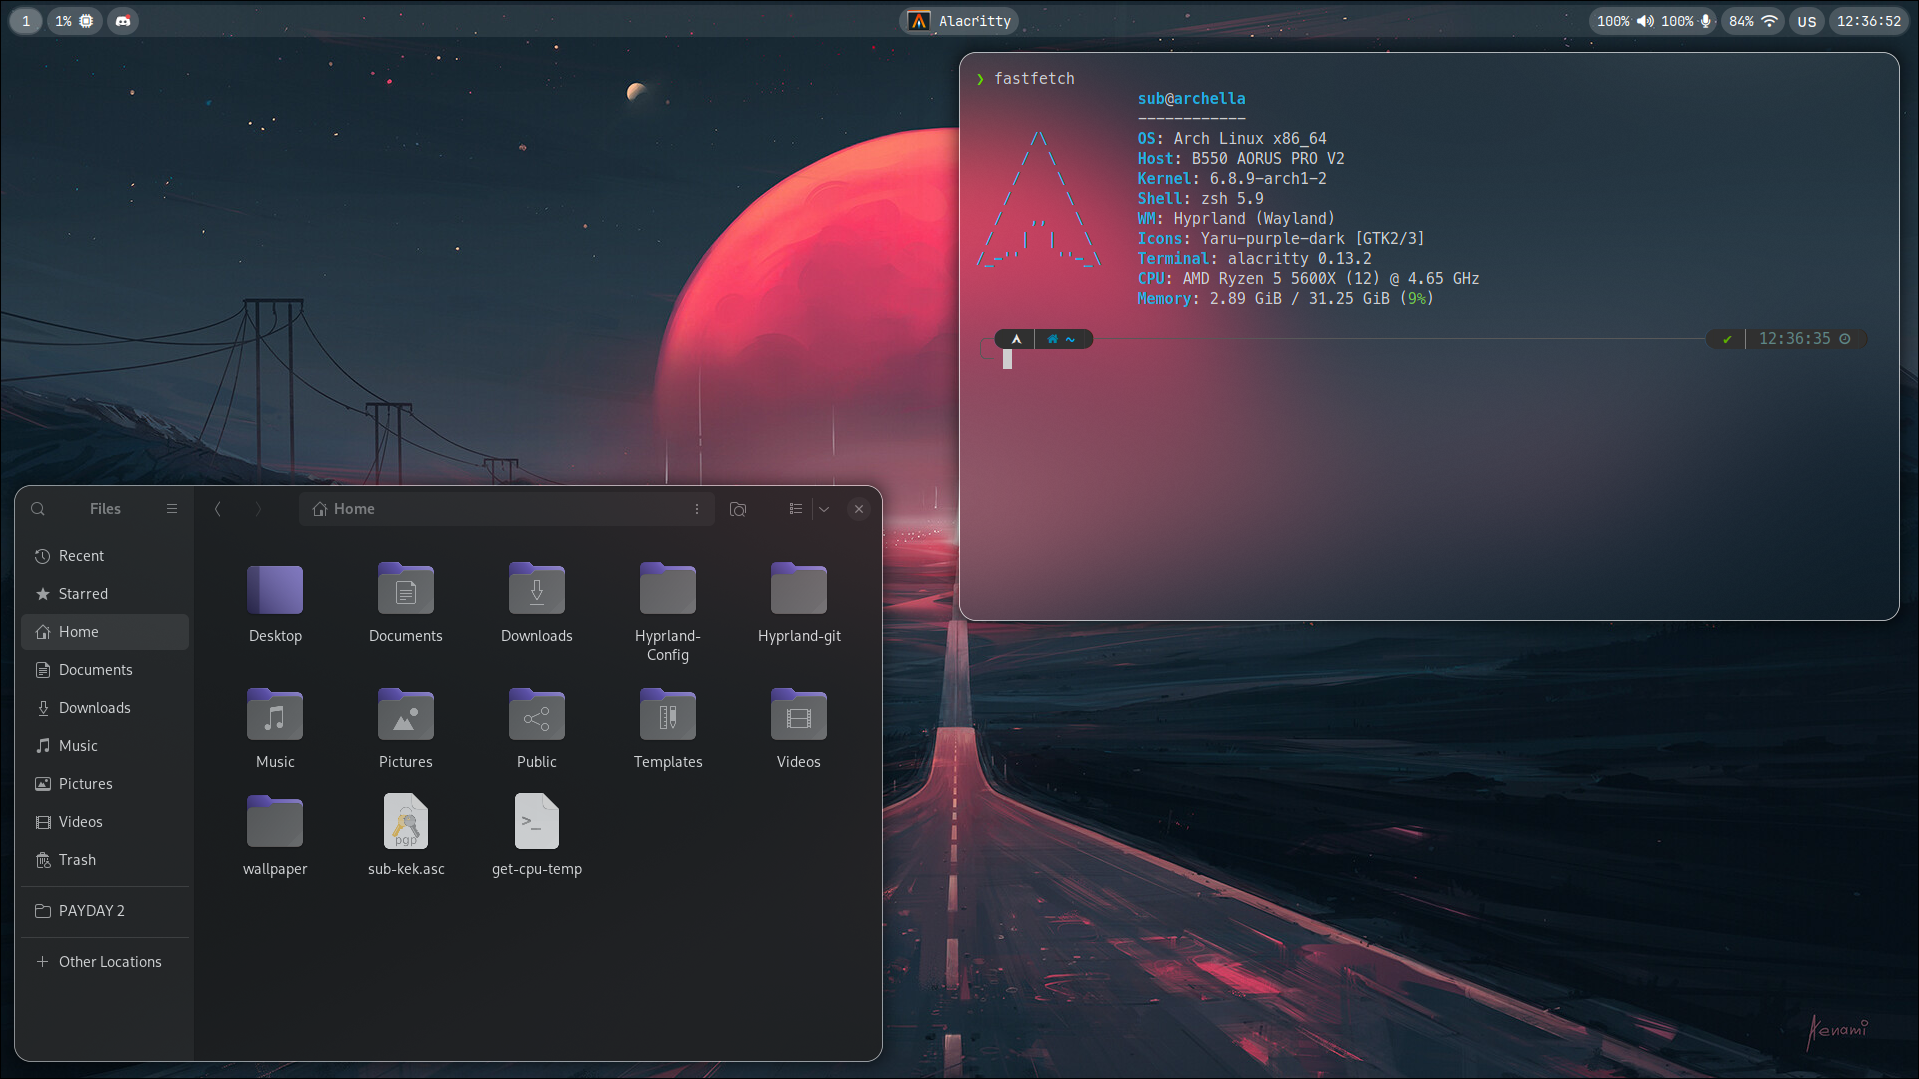 1 1% Alacritty 100% 100% 84% US 12:36:52
❯ fastfetch
sub@archella
------------
OS: Arch Linux x86_64
Host: B550 AORUS PRO V2
Kernel: 6.8.9-arch1-2
Shell: zsh 5.9
WM: Hyprland (Wayland)
Icons: Yaru-purple-dark [GTK2/3]
Terminal: alacritty 0.13.2
CPU: AMD Ryzen 5 5600X (12) @ 4.65 GHz
Memory: 2.89 GiB / 31.25 GiB (9%)
~ ✔ 12:36:35
Files
Home
Recent
Starred
Home
Documents
Downloads
Music
Pictures
Videos
Trash
PAYDAY 2
Other Locations
Desktop
Documents
Downloads
Hyprland-
Config
Hyprland-git
Music
Pictures
Public
Templates
Videos
wallpaper
pgp
sub-kek.asc
>_
get-cpu-temp
Aenami